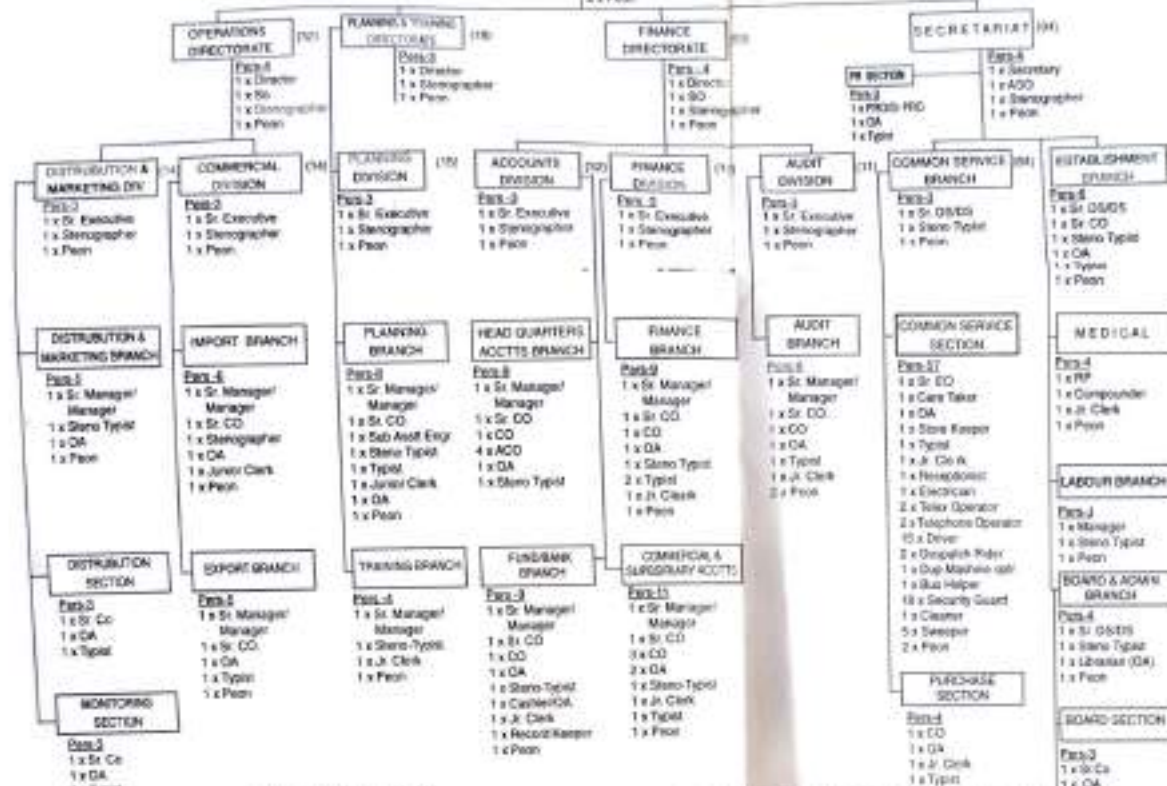 OPERATIONS
DIRECTORATE
Pers-5
1 x Director
1 x So
1 x Stenographer
1 x Peon
PLANNING & TRAINING
DIRECTORATE
Pers-3
1 x Director
1 x Stenographer
1 x Peon
FINANCE
DIRECTORATE
Pers-4
1 x Director
1 x SO
1 x Stenographer
1 x Peon
SECRETARIAT
Pers-4
1 x Secretary
1 x ACO
1 x Stenographer
1 x Peon
PR SECTION
Pers-3
1 x OA
1 x Typist
DISTRIBUTION &
MARKETING DIV
Pers-3
1 x Sr. Executive
1 x Stenographer
1 x Peon
COMMERCIAL
DIVISION
Pers-3
1 x Sr. Executive
1 x Stenographer
1 x Peon
PLANNING
DIVISION
Pers-3
1 x Sr. Executive
1 x Stenographer
1 x Peon
ACCOUNTS
DIVISION
Pers-3
1 x Sr. Executive
1 x Stenographer
1 x Peon
FINANCE
DIVISION
Pers-3
1 x Sr. Executive
1 x Stenographer
1 x Peon
AUDIT
DIVISION
Pers-3
1 x Sr. Executive
1 x Stenographer
1 x Peon
COMMON SERVICE
BRANCH
Pers-3
1 x Sr. OS/DS
1 x Steno Typist
1 x Peon
ESTABLISHMENT
BRANCH
Pers-6
1 x Sr. OS/DS
1 x Sr. CO
1 x Steno Typist
1 x OA
1 x Typist
1 x Peon
DISTRUBUTION &
MARKETING BRANCH
Pers-5
1 x Sr. Manager/
Manager
1 x Steno Typist
1 x OA
1 x Peon
IMPORT BRANCH
Pers-6
1 x Sr. Manager/
Manager
1 x Sr. CO
1 x Stenographer
1 x OA
1 x Junior Clerk
1 x Peon
PLANNING
BRANCH
Pers-8
1 x Sr. Manager/
Manager
1 x Sr. CO
1 x Sub Asstt Engr
1 x Steno Typist
1 x Typist
1 x Junior Clerk
1 x OA
1 x Peon
HEAD QUARTERS
ACCTTS BRANCH
Pers-8
1 x Sr. Manager/
Manager
1 x Sr. CO
1 x CO
4 x ACO
1 x OA
1 x Steno Typist
FINANCE
BRANCH
Pers-9
1 x Sr. Manager/
Manager
1 x Sr. CO
1 x CO
1 x OA
1 x Steno Typist
2 x Typist
1 x Jr. Cleark
1 x Peon
AUDIT
BRANCH
1 x Sr. Manager/
Manager
1 x Sr. CO
1 x CO
1 x OA
1 x Typist
1 x Jr. Clerk
2 x Peon
COMMON SERVICE
SECTION
Pers-57
1 x Sr. CO
1 x Care Taker
1 x OA
1 x Store Keeper
1 x Typist
1 x Jr. Clerk
1 x Receptionist
1 x Electrician
2 x Telex Operator
2 x Telephone Operator
15 x Driver
2 x Despatch Rider
1 x Dup Machine optr
1 x Bus Helper
18 x Security Guard
1 x Cleaner
5 x Sweeper
2 x Peon
MEDICAL
Pers-4
1 x RP
1 x Compounder
1 x Jr. Clerk
1 x Peon
LABOUR BRANCH
Pers-3
1 x Manager
1 x Steno Typist
1 x Peon
DISTRUBUTION
SECTION
Pers-3
1 x Sr. Co
1 x OA
1 x Typist
EXPORT BRANCH
Pers-5
1 x Sr. Manager/
Manager
1 x Sr. CO
1 x OA
1 x Typist
1 x Peon
TRAINING BRANCH
Pers-4
1 x Sr. Manager/
Manager
1 x Steno-Typist
1 x Jr. Clerk
1 x Peon
FUND/BANK
BRANCH
Pers-9
1 x Sr. Manager/
Manager
1 x Sr. CO
1 x CO
1 x OA
1 x Steno-Typist
1 x Cashier/OA
1 x Jr. Clerk
1 x Record Keeper
1 x Peon
COMMERCIAL &
SUBSIDIARY ACCTTS
Pers-11
1 x Sr. Manager/
Manager
1 x Sr. CO
3 x CO
2 x OA
1 x Steno-Typist
1 x Jr. Clerk
1 x Typist
1 x Peon
BOARD & ADMN
BRANCH
Pers-4
1 x Sr. OS/DS
1 x Steno Typist
1 x Librarian (OA)
1 x Peon
MONITORING
SECTION
Pers-3
1 x Sr. Co
1 x OA
PURCHASE
SECTION
Pers-4
1 x CO
1 x OA
1 x Jr. Clerk
1 x Typist
BOARD SECTION
Pers-3
1 x Sr.Co
1 x OA